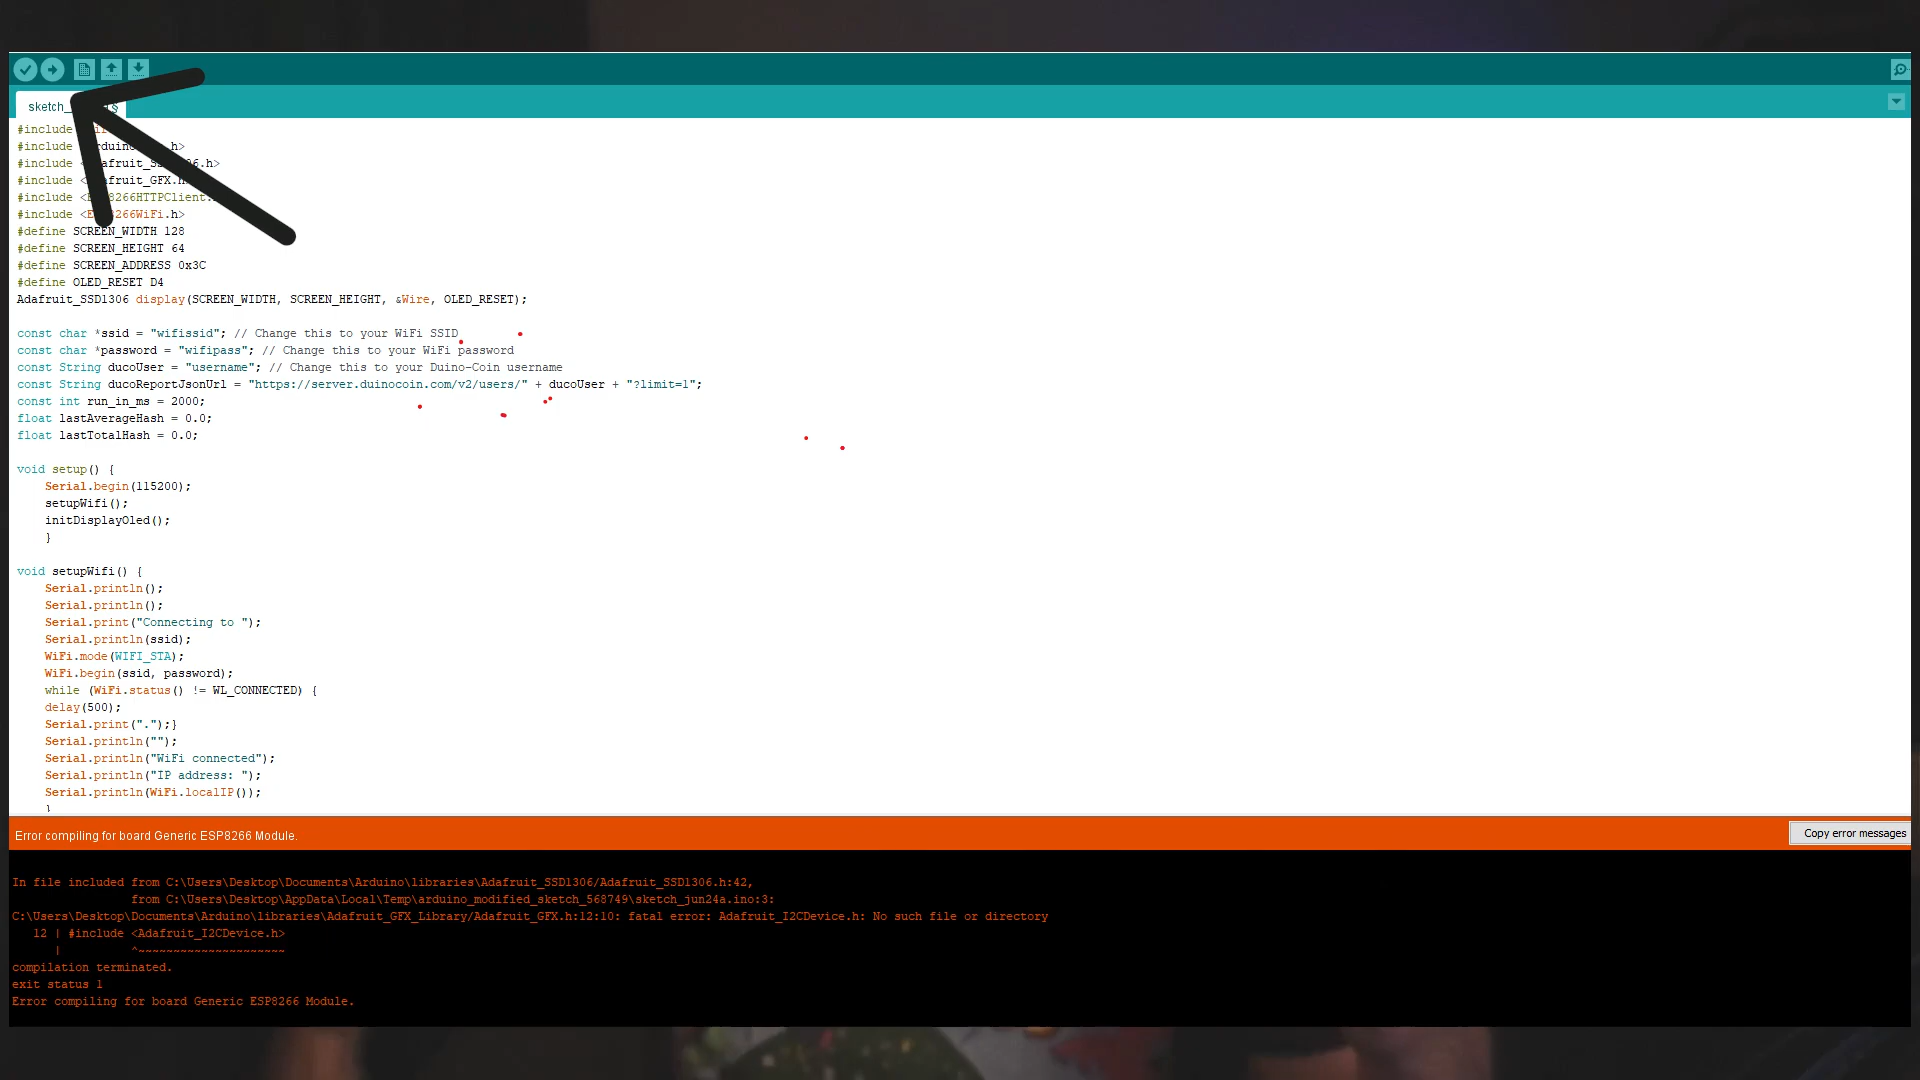 sketch_ §
#include
#include rduino .h>
#include < afruit_SS 06.h>
#include < afruit_GFX.h
#include <E 8266HTTPClient.
#include <E 266WiFi.h>
#define SCREEN_WIDTH 128
#define SCREEN_HEIGHT 64
#define SCREEN_ADDRESS 0x3C
#define OLED_RESET D4
Adafruit_SSD1306 display(SCREEN_WIDTH, SCREEN_HEIGHT, &Wire, OLED_RESET);
const char *ssid = "wifissid"; // Change this to your WiFi SSID
const char *password = "wifipass"; // Change this to your WiFi password
const String ducoUser = "username"; // Change this to your Duino-Coin username
const String ducoReportJsonUrl = "https://server.duinocoin.com/v2/users/" + ducoUser + "?limit=1";
const int run_in_ms = 2000;
float lastAverageHash = 0.0;
float lastTotalHash = 0.0;
void setup() {
Serial.begin(115200);
setupWifi();
initDisplayOled();
}
void setupWifi() {
Serial.println();
Serial.println();
Serial.print("Connecting to ");
Serial.println(ssid);
WiFi.mode(WIFI_STA);
WiFi.begin(ssid, password);
while (WiFi.status() != WL_CONNECTED) {
delay(500);
Serial.print(".");}
Serial.println("");
Serial.println("WiFi connected");
Serial.println("IP address: ");
Serial.println(WiFi.localIP());
}
Error compiling for board Generic ESP8266 Module.
Copy error messages
In file included from C:\Users\Desktop\Documents\Arduino\libraries\Adafruit_SSD1306/Adafruit_SSD1306.h:42,
from C:\Users\Desktop\AppData\Local\Temp\arduino_modified_sketch_568749\sketch_jun24a.ino:3:
C:\Users\Desktop\Documents\Arduino\libraries\Adafruit_GFX_Library/Adafruit_GFX.h:12:10: fatal error: Adafruit_I2CDevice.h: No such file or directory
12 | #include <Adafruit_I2CDevice.h>
| ^~~~~~~~~~~~~~~~~~~~~~
compilation terminated.
exit status 1
Error compiling for board Generic ESP8266 Module.